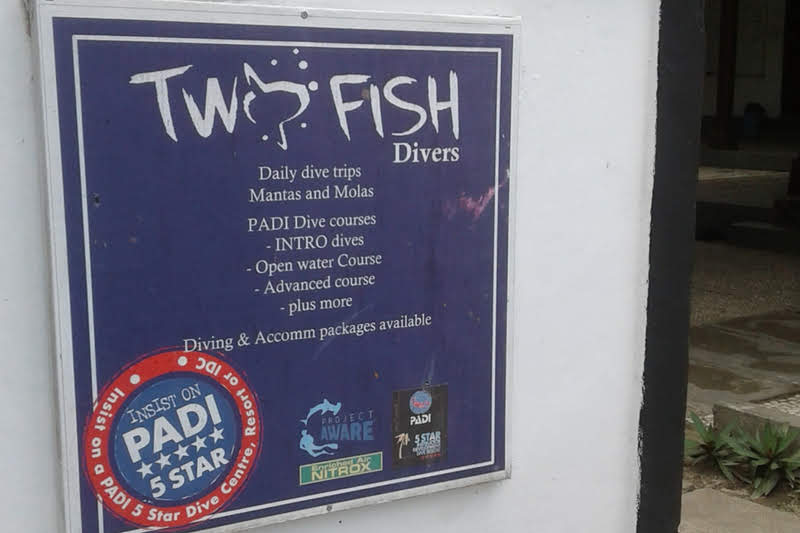 TWO FISH
Divers
Daily dive trips
Mantas and Molas
PADI Dive courses
- INTRO dives
- Open water Course
- Advanced course
- plus more
Diving & Accomm packages available
Insist on a PADI 5 Star Dive Centre, Resort or IDC
INSIST ON
PADI
5 STAR
PROJECT
AWARE
Enriched Air
NITROX
PADI
5 STAR